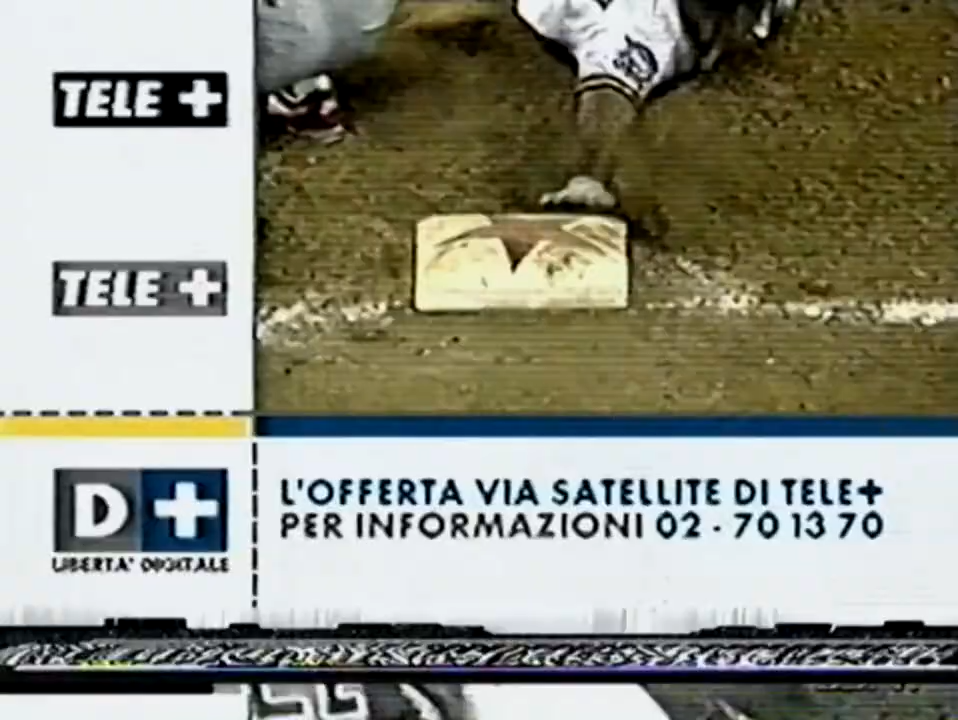 TELE +
TELE +
D+
LIBERTA' DIGITALE
L'OFFERTA VIA SATELLITE DI TELE+
PER INFORMAZIONI 02 - 70 13 70